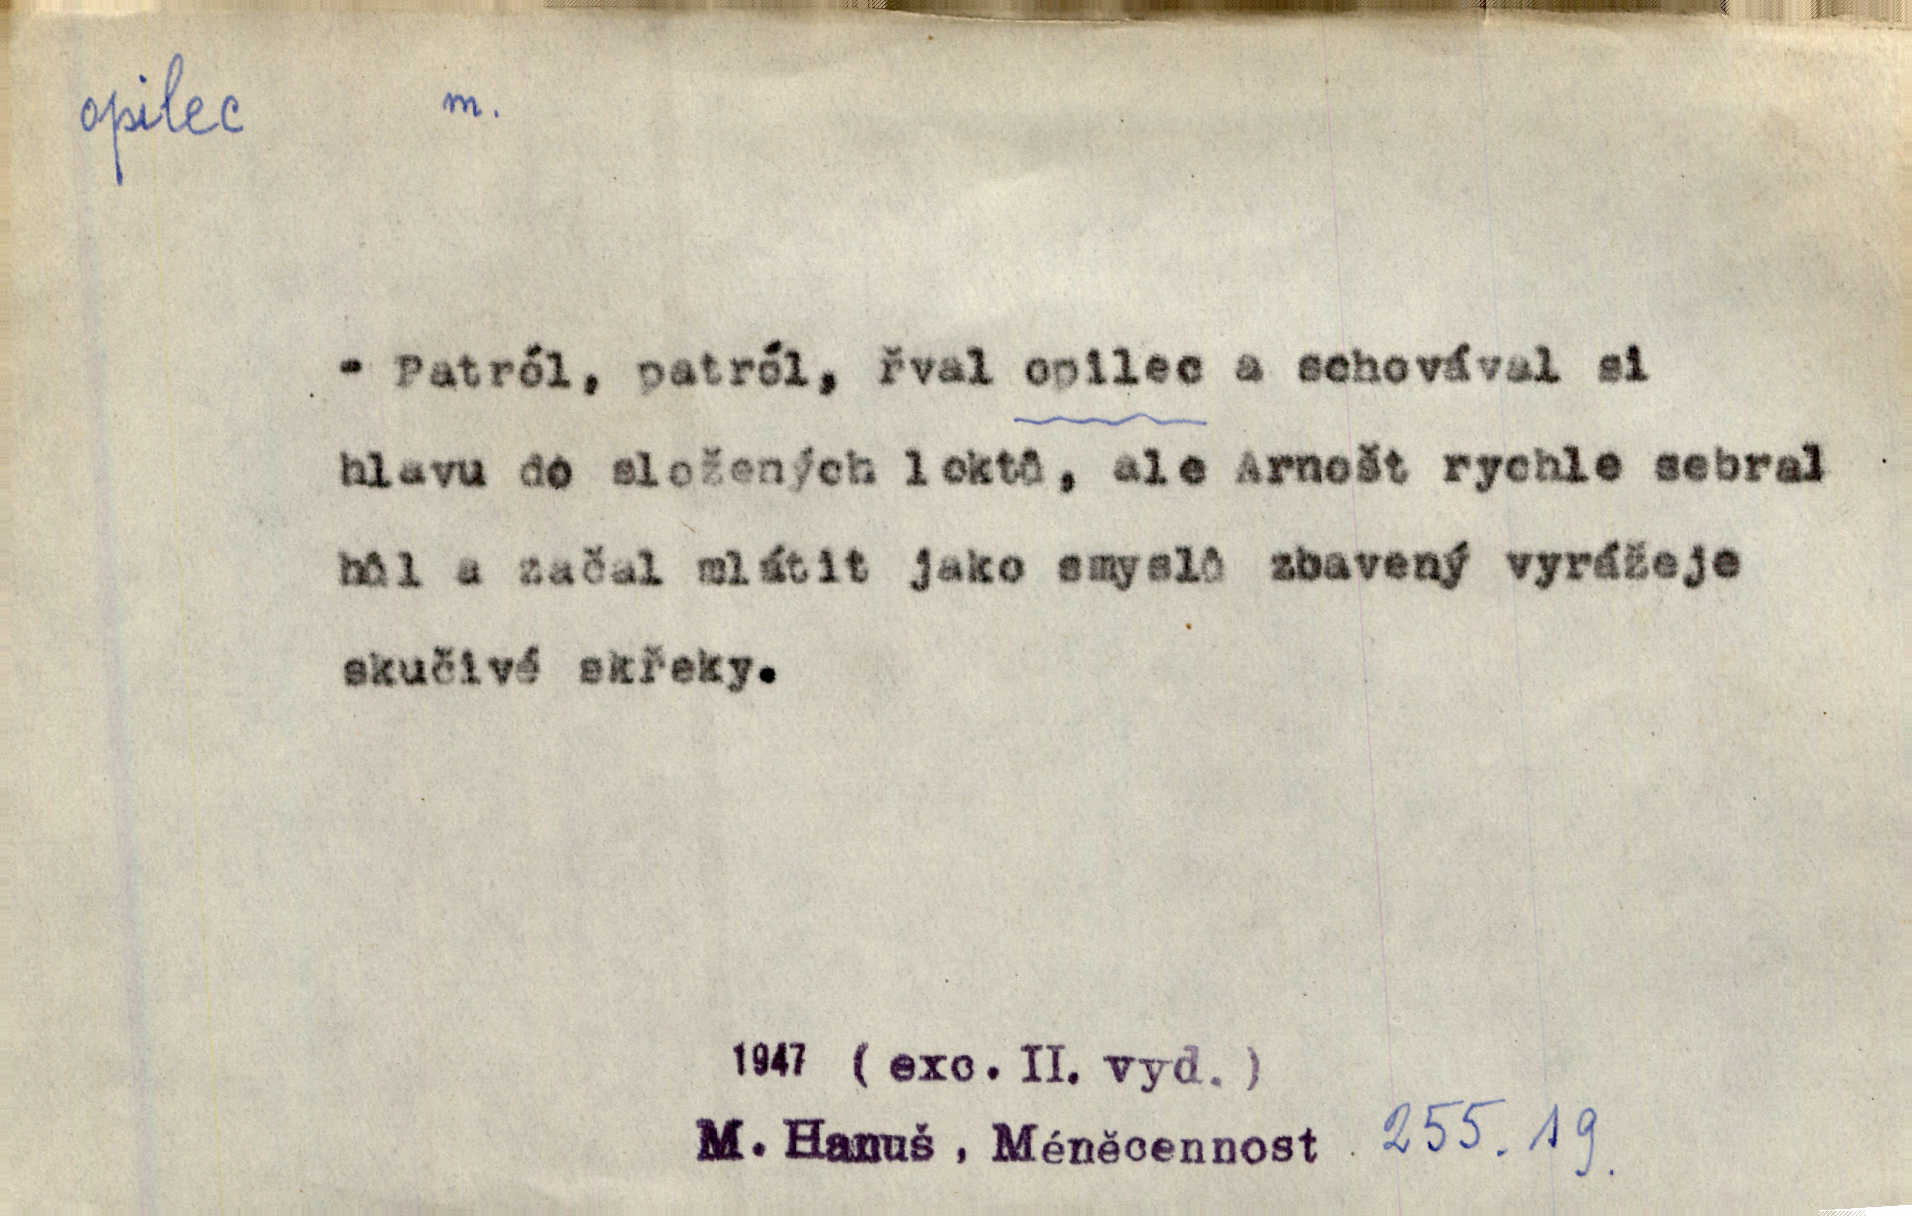 opilec m.
- Patról, patról, řval opilec a schovával si
hlavu do složených loktů, ale Arnošt rychle sebral
hůl a začal mlátit jako smyslů zbavený vyrážeje
skučivé skřeky.
1947 (exc. II. vyd.)
M. Hanuš, Méněcennost 255. 19.